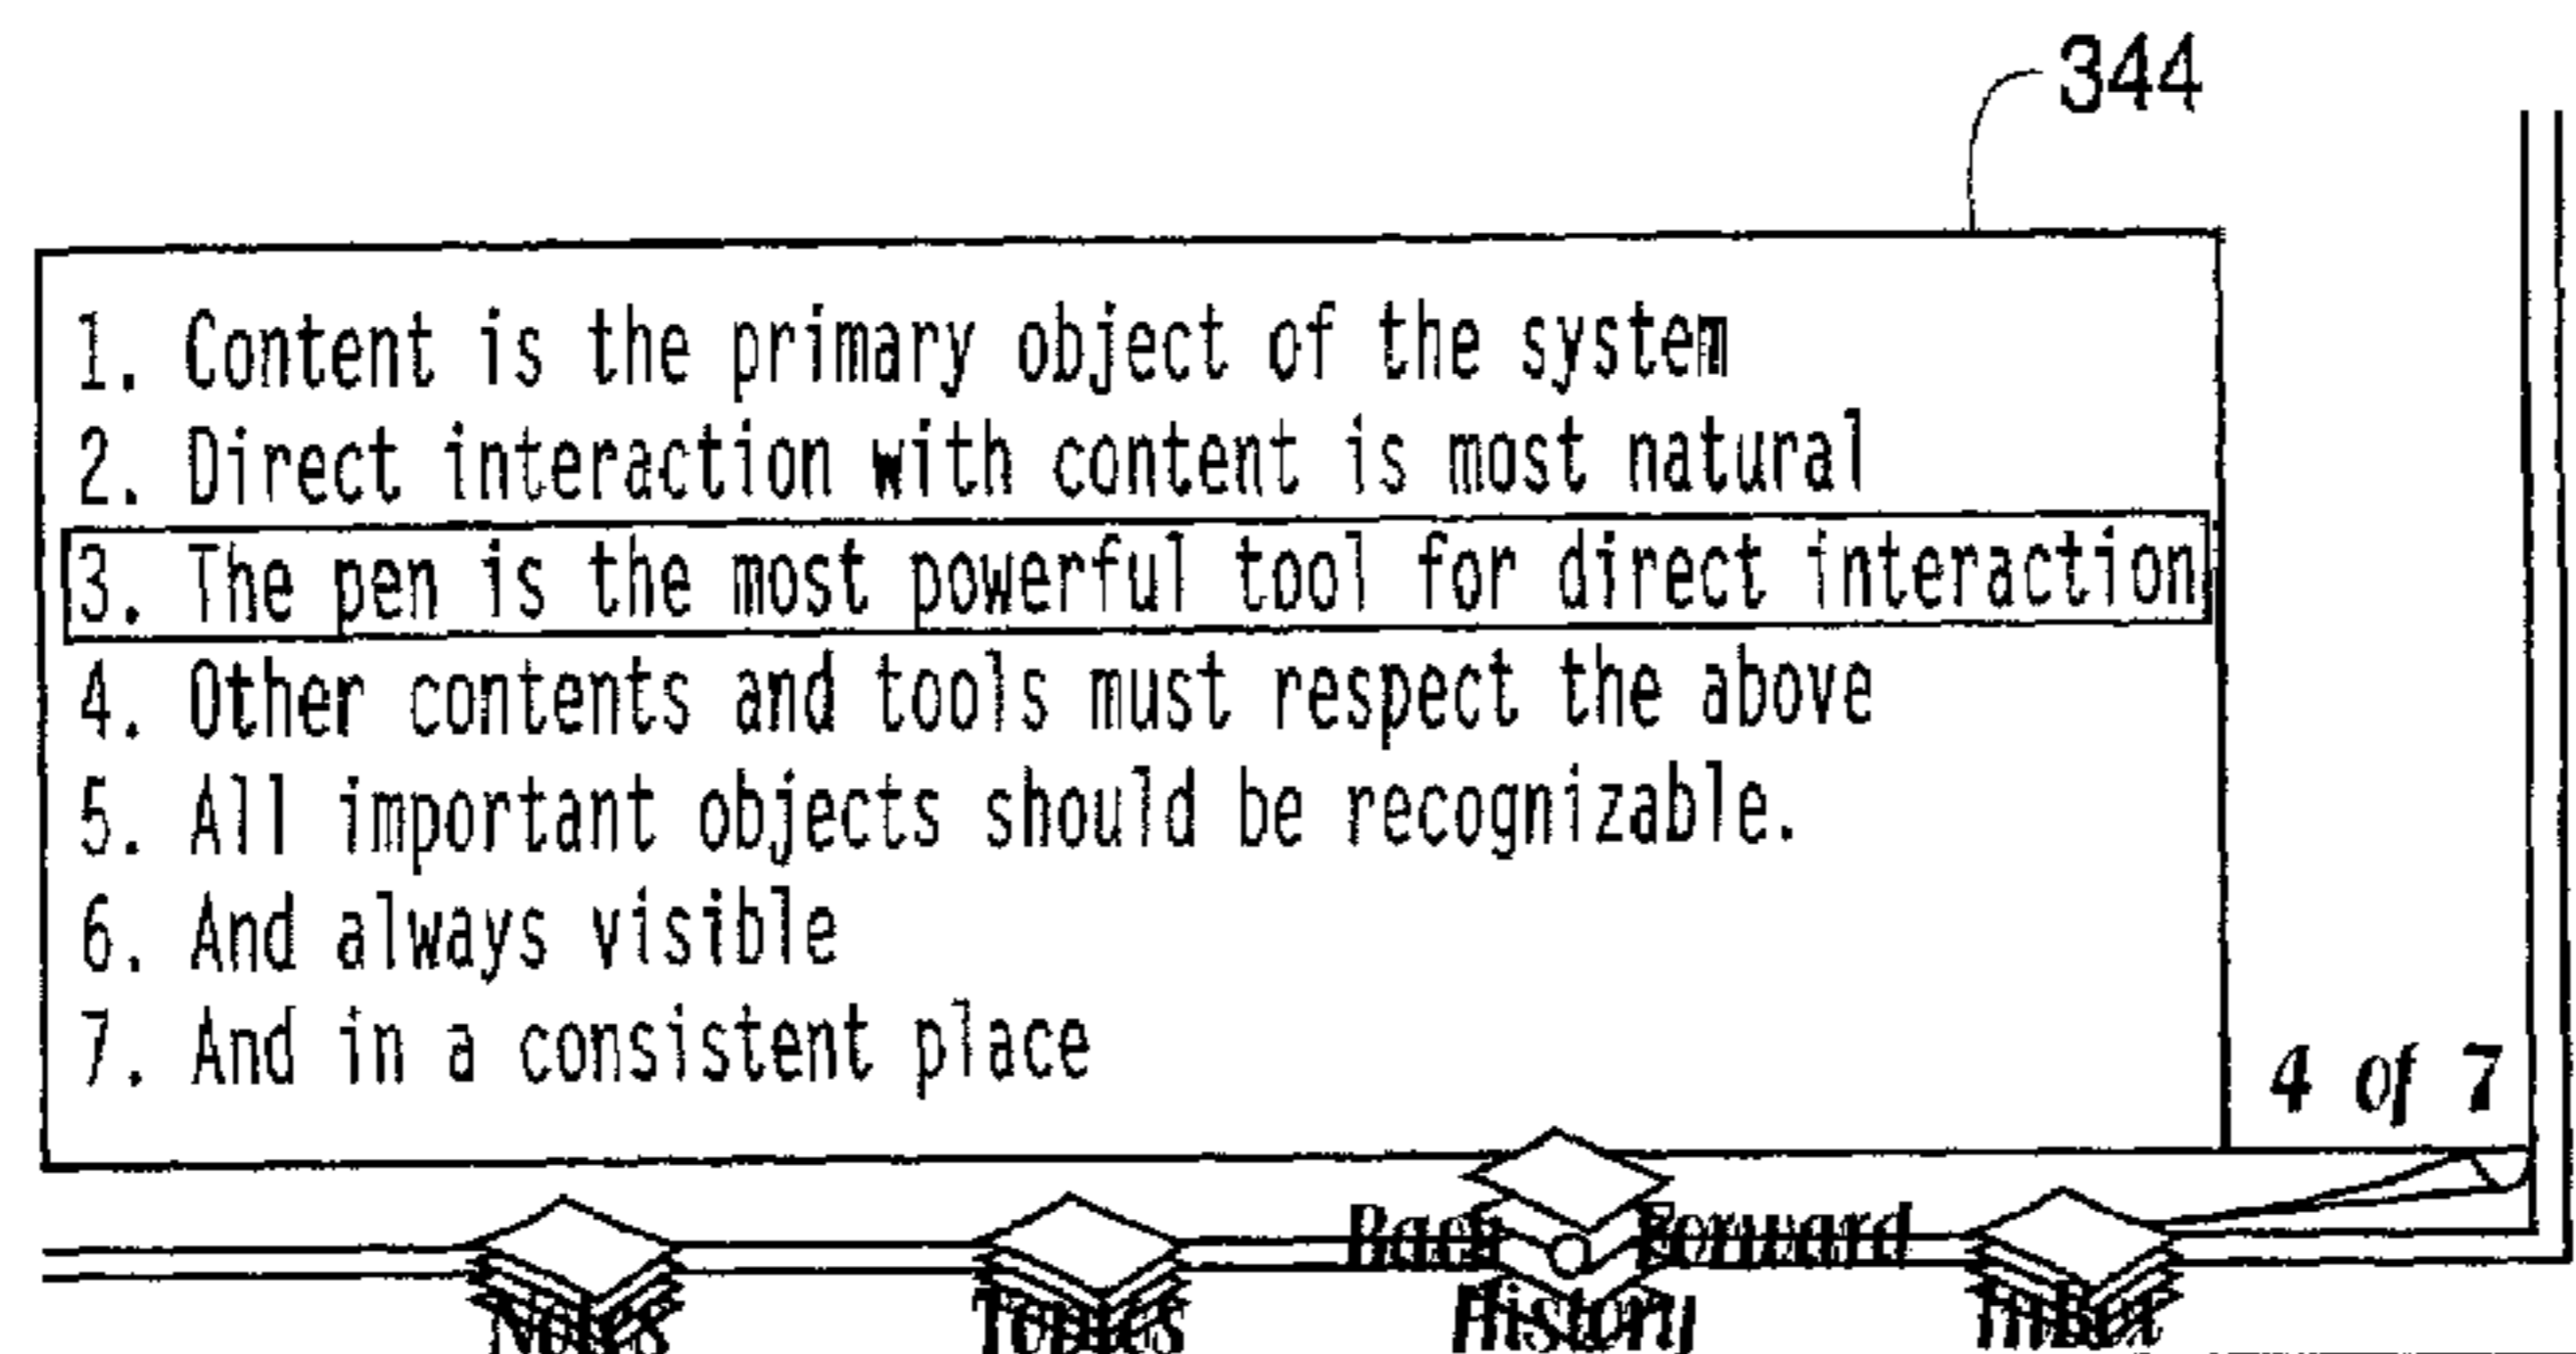 344
1. Content is the primary object of the system
2. Direct interaction with content is most natural
3. The pen is the most powerful tool for direct interaction
4. Other contents and tools must respect the above
5. All important objects should be recognizable.
6. And always visible
7. And in a consistent place
4 of 7
Back Forward
Notes Topics History InBox